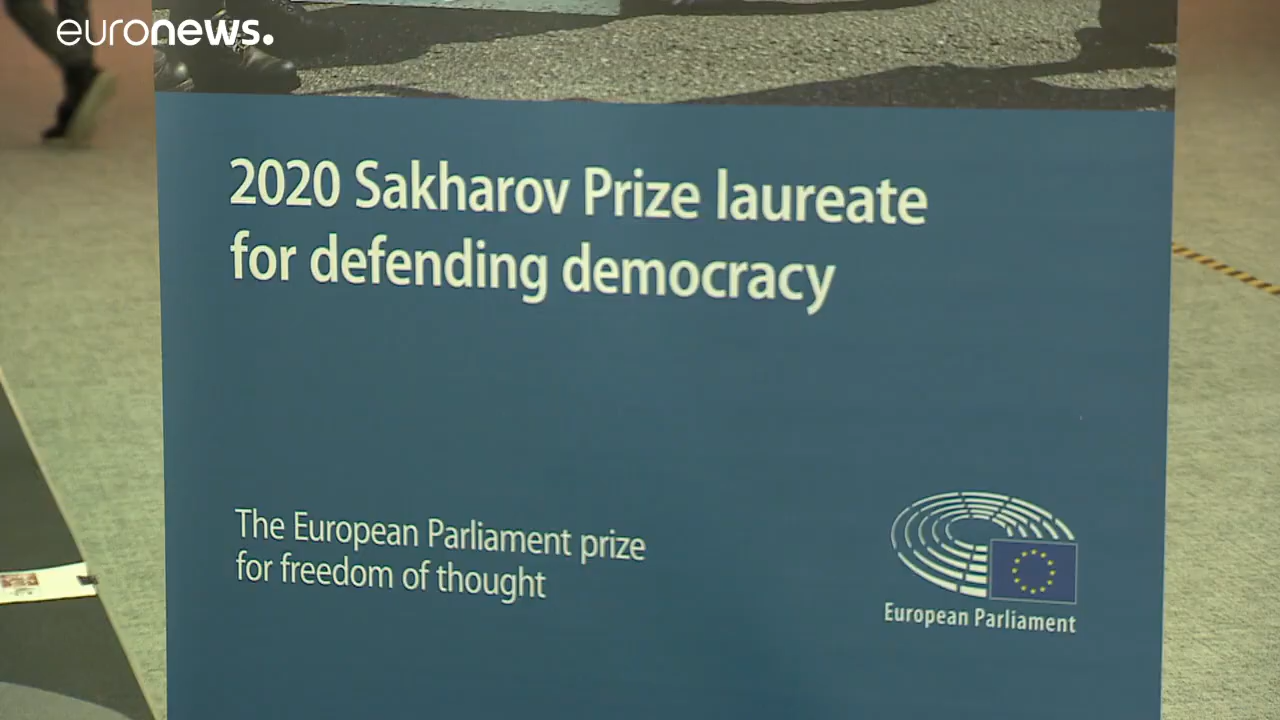 euronews.
2020 Sakharov Prize laureate
for defending democracy
The European Parliament prize
for freedom of thought
European Parliament